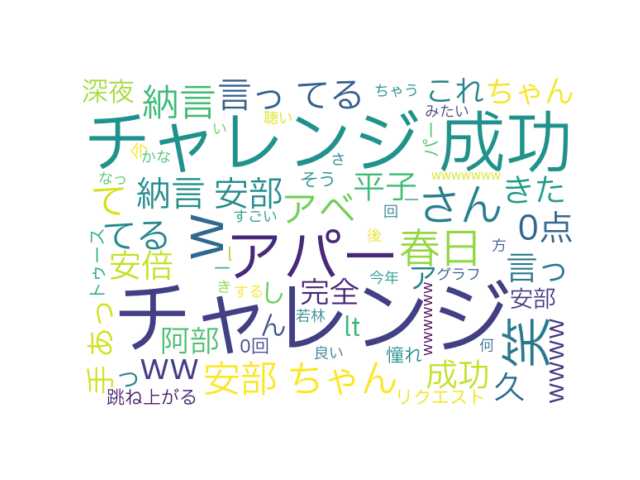 深夜
納言
言っ てる
ちゃう
これ
ちゃん
みたい
チャレンジ 成功
聴い
い
かな
さ
なっ
wwwwwww
て
納言 安部
そう
平子
きた
すごい
アベ
回
さん
0点
てる
w
アパー
春日
後
方
トゥース
安倍
し
完全
今年
ア
グラフ
言っ
き
する
安部
チャレンジ
笑
あっ
阿部
ん
若林
lt
wwwwwwww
wwww
0回
良い
憧れ
何
手
っ
ww
安部 ちゃん
成功
久
跳ね上がる
リクエスト